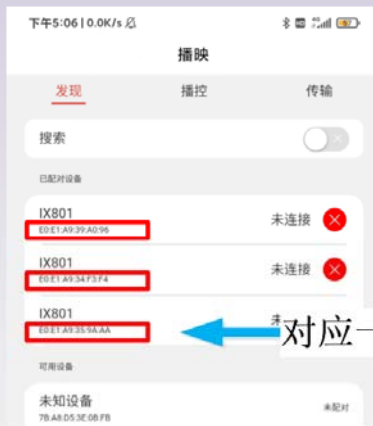 下午5:06 | 0.0K/s
播映
发现 播控 传输
搜索
已配对设备
IX801 未连接
E0:E1:A9:39:A0:96
IX801 未连接
E0:E1:A9:34:F3:F4
IX801
E0:E1:A9:35:9A:AA
对应一
可用设备
未知设备 未配对
7B:A8:D5:3E:0B:FB